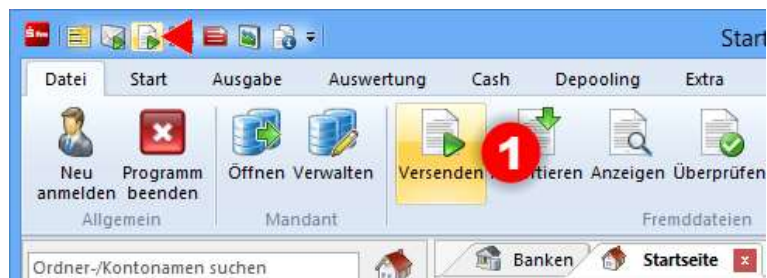 Start
Datei Start Ausgabe Auswertung Cash Depooling Extra
Neu anmelden Programm beenden Öffnen Verwalten Versenden 1 tieren Anzeigen Überprüfen
Allgemein Mandant Fremddateien
Ordner-/Kontonamen suchen Banken Startseite